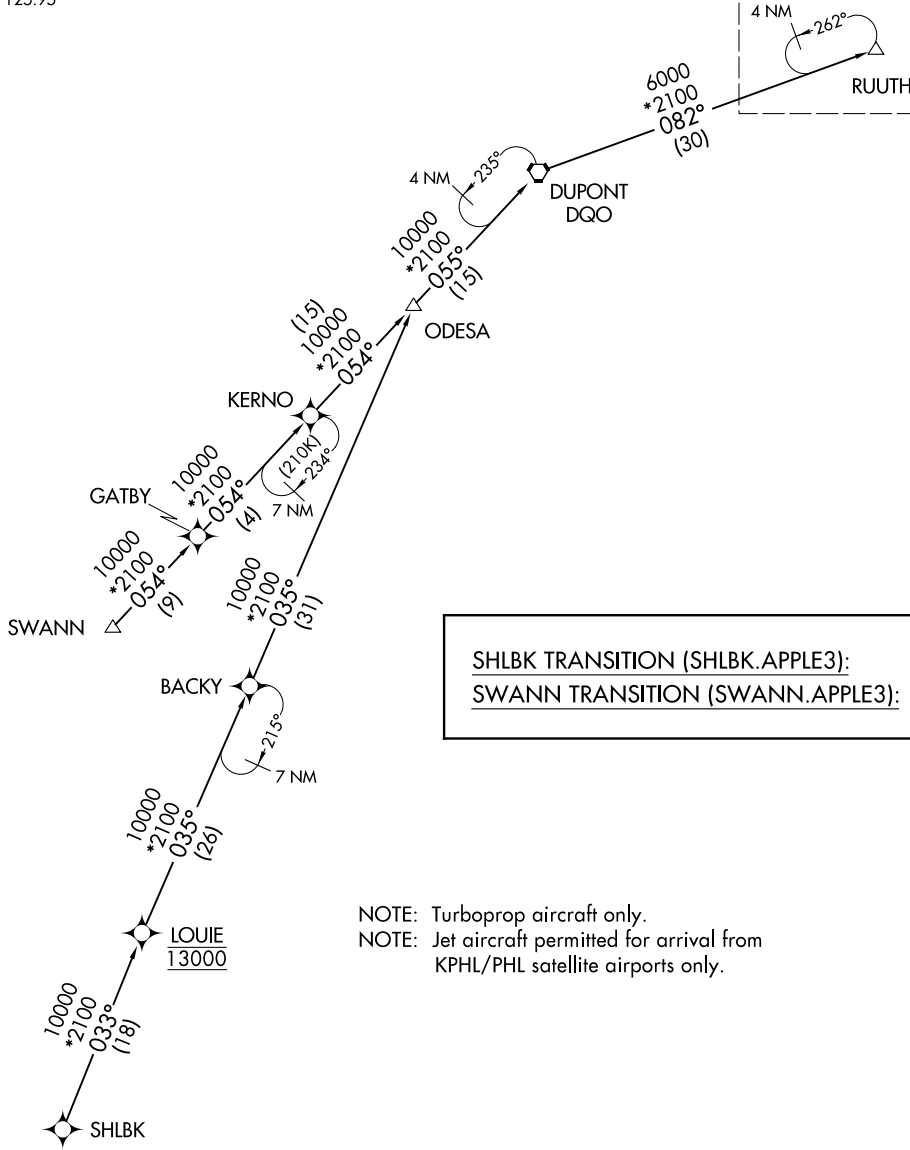 4 NM
262°
RUUTH
6000
*2100
082°
(30)
4 NM
235°
DUPONT
DQO
10000
*2100
055°
(15)
ODESA
(15)
10000
*2100
054°
KERNO
(210K)
234°
7 NM
10000
*2100
054°
(4)
GATBY
10000
*2100
054°
(9)
SWANN
10000
*2100
035°
(31)
SHLBK TRANSITION (SHLBK.APPLE3):
SWANN TRANSITION (SWANN.APPLE3):
BACKY
215°
7 NM
10000
*2100
035°
(26)
NOTE: Turboprop aircraft only.
NOTE: Jet aircraft permitted for arrival from
KPHL/PHL satellite airports only.
LOUIE
13000
10000
*2100
033°
(18)
SHLBK